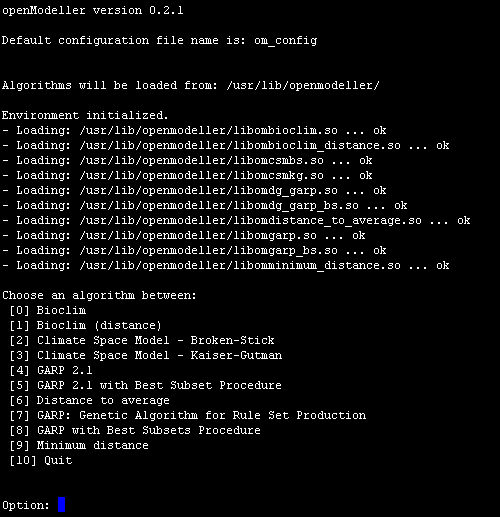 openModeller version 0.2.1
Default configuration file name is: om_config
Algorithms will be loaded from: /usr/lib/openmodeller/
Environment initialized.
- Loading: /usr/lib/openmodeller/libombioclim.so ... ok
- Loading: /usr/lib/openmodeller/libombioclim_distance.so ... ok
- Loading: /usr/lib/openmodeller/libomcsmbs.so ... ok
- Loading: /usr/lib/openmodeller/libomcsmkg.so ... ok
- Loading: /usr/lib/openmodeller/libomdg_garp.so ... ok
- Loading: /usr/lib/openmodeller/libomdg_garp_bs.so ... ok
- Loading: /usr/lib/openmodeller/libomdistance_to_average.so ... ok
- Loading: /usr/lib/openmodeller/libomgarp.so ... ok
- Loading: /usr/lib/openmodeller/libomgarp_bs.so ... ok
- Loading: /usr/lib/openmodeller/libomminimum_distance.so ... ok
Choose an algorithm between:
[0] Bioclim
[1] Bioclim (distance)
[2] Climate Space Model - Broken-Stick
[3] Climate Space Model - Kaiser-Gutman
[4] GARP 2.1
[5] GARP 2.1 with Best Subset Procedure
[6] Distance to average
[7] GARP: Genetic Algorithm for Rule Set Production
[8] GARP with Best Subsets Procedure
[9] Minimum distance
[10] Quit
Option: